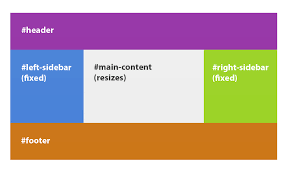 #header
#left-sidebar
(fixed)
#main-content
(resizes)
#right-sidebar
(fixed)
#footer